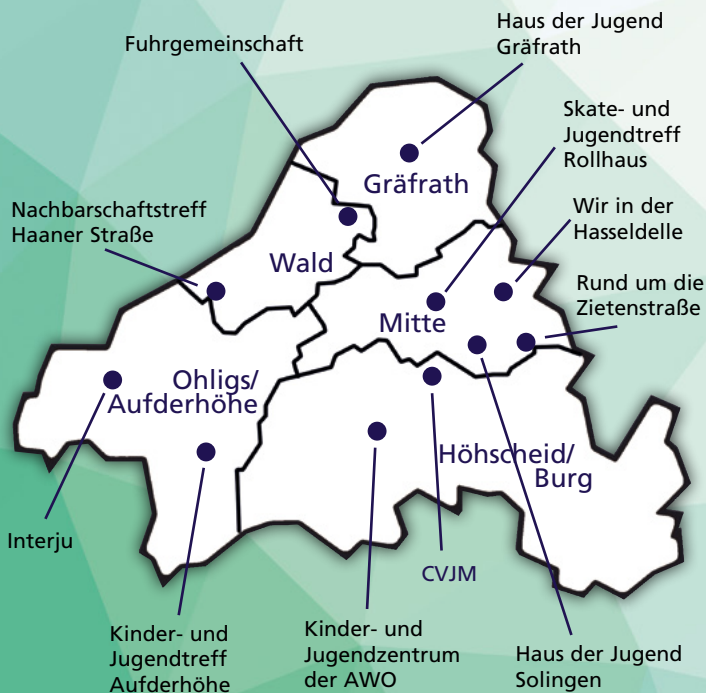 Haus der Jugend
Gräfrath
Fuhrgemeinschaft
Skate- und
Jugendtreff
Rollhaus
Gräfrath
Nachbarschaftstreff
Haaner Straße
Wir in der
Hasseldelle
Wald
Rund um die
Zietenstraße
Mitte
Ohligs/
Aufderhöhe
Höhscheid/
Burg
Interju
CVJM
Kinder- und
Jugendtreff
Aufderhöhe
Kinder- und
Jugendzentrum
der AWO
Haus der Jugend
Solingen